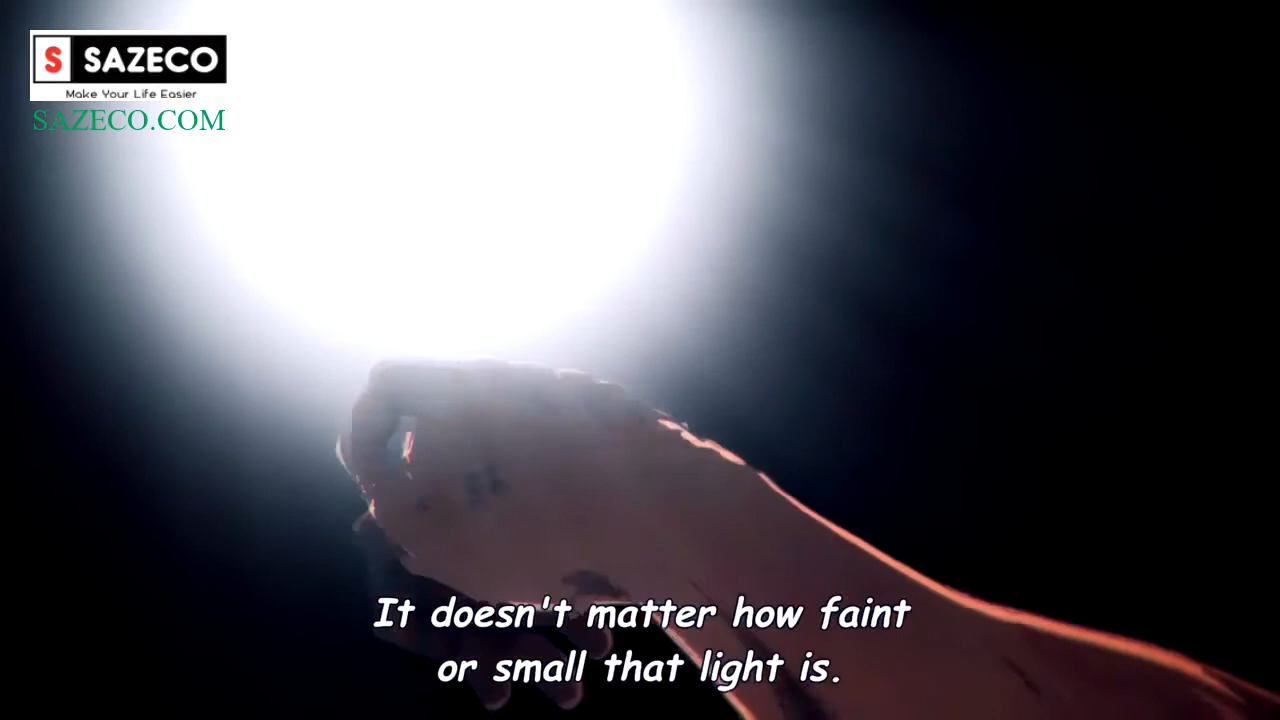 S SAZECO
Make Your Life Easier
SAZECO.COM
It doesn't matter how faint
or small that light is.